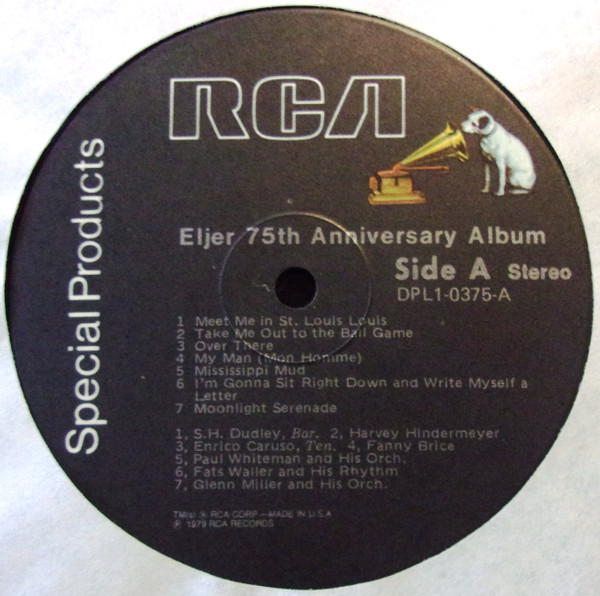 RCA
Special Products
Eljer 75th Anniversary Album
Side A Stereo
DPL1-0375-A
1 Meet Me in St. Louis Louis
2 Take Me Out to the Ball Game
3 Over There
4 My Man (Mon Homme)
5 Mississippi Mud
6 I'm Gonna Sit Right Down and Write Myself a
Letter
7 Moonlight Serenade
1, S.H. Dudley, Bar. 2, Harvey Hindermeyer
3, Enrico Caruso, Ten. 4, Fanny Brice
5, Paul Whiteman and His Orch.
6, Fats Waller and His Rhythm
7, Glenn Miller and His Orch.
TM(s) ® RCA CORP—MADE IN U.S.A
℗ 1979 RCA RECORDS